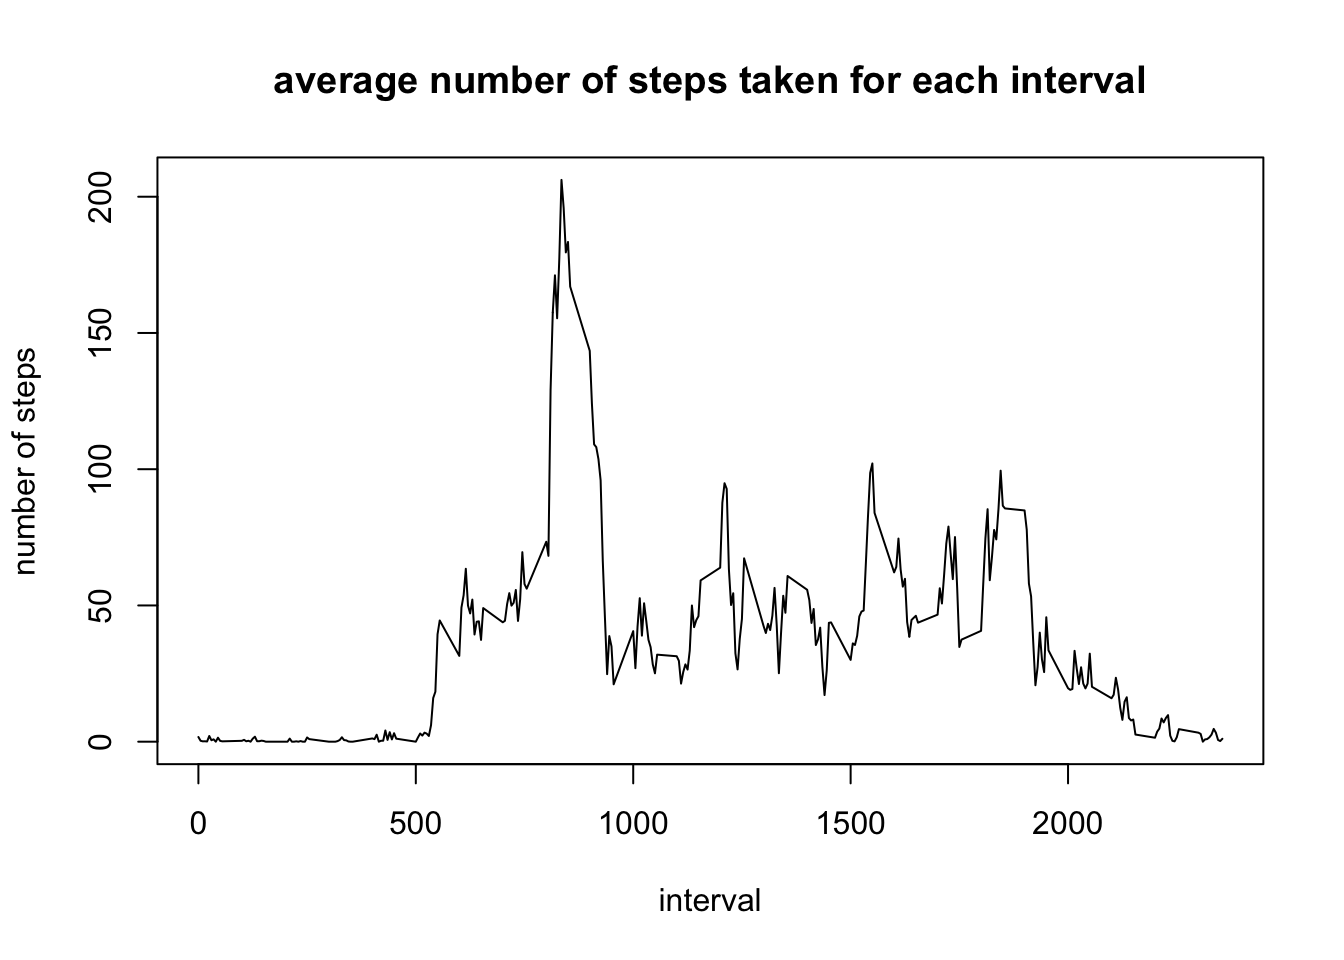 average number of steps taken for each interval
number of steps
200
150
100
50
0
0 500 1000 1500 2000
interval